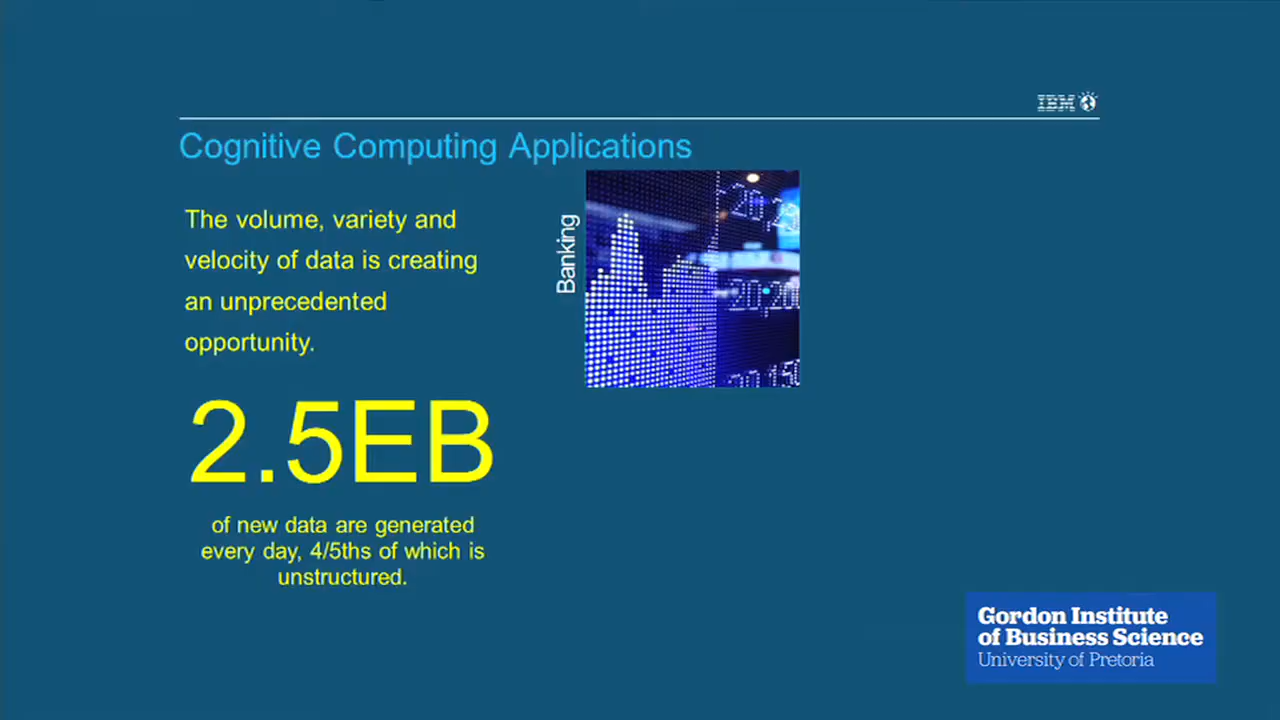 IBM
Cognitive Computing Applications
The volume, variety and
velocity of data is creating
an unprecedented
opportunity.
Banking
2.5EB
of new data are generated
every day, 4/5ths of which is
unstructured.
Gordon Institute
of Business Science
University of Pretoria